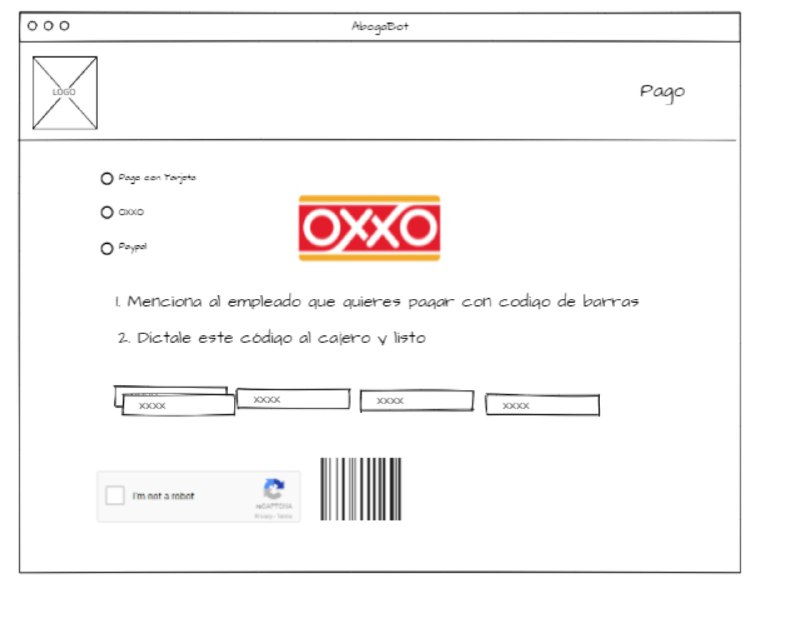 AbogaBot
LOGO
Pago
Pago con Tarjeta
OXXO
Paypal
OXXO
1. Menciona al empleado que quieres pagar con codigo de barras
2. Dictale este código al cajero y listo
XXXX XXXX XXXX XXXX
I'm not a robot
reCAPTCHA
Privacy - Terms